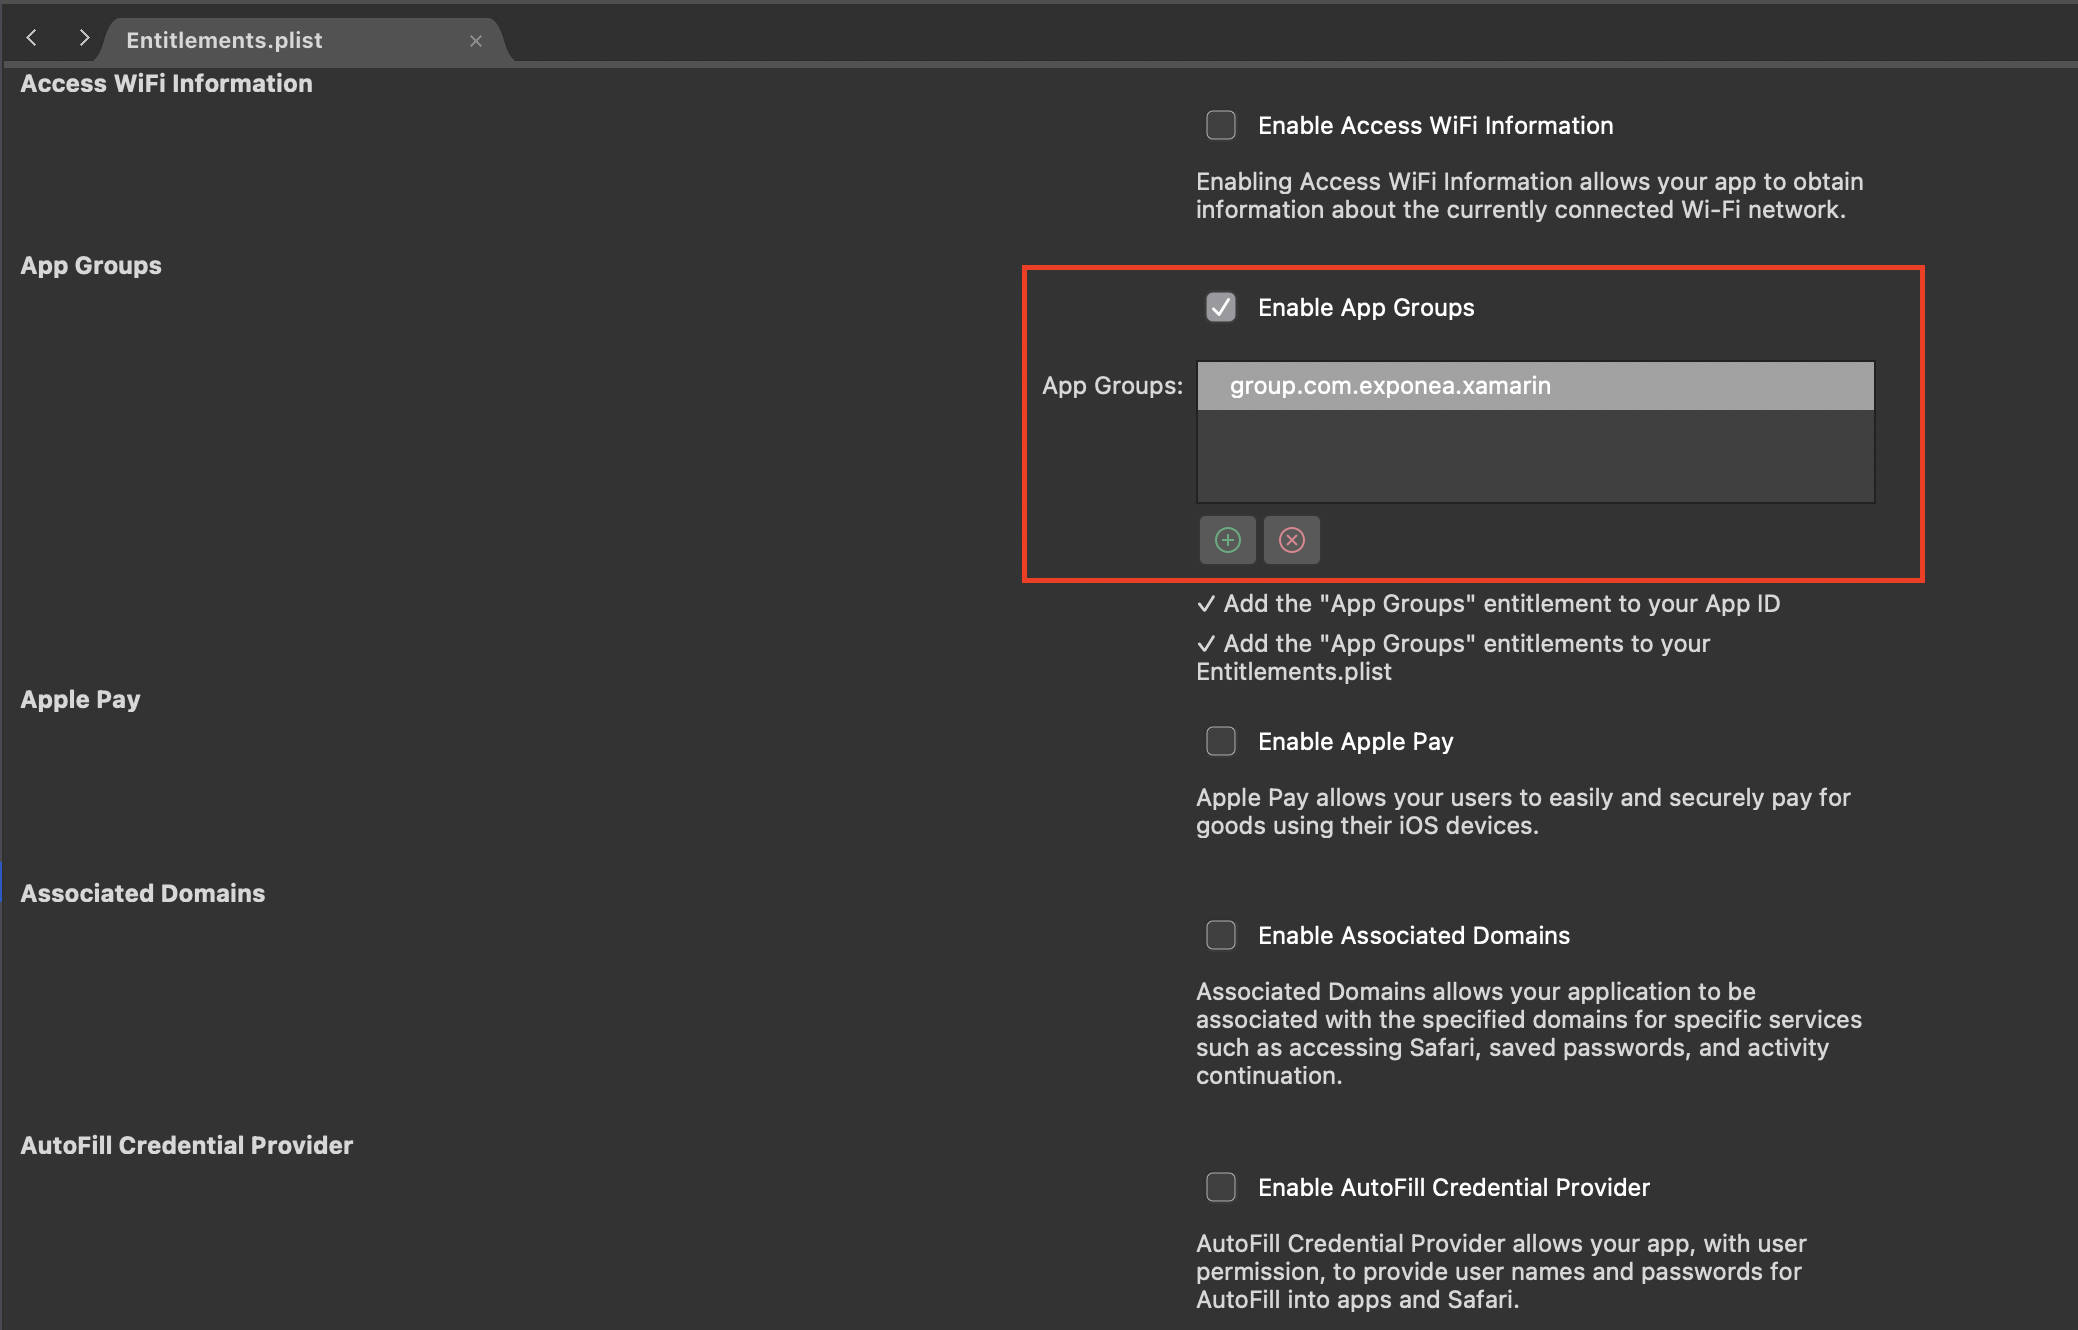 Entitlements.plist
Access WiFi Information
Enable Access WiFi Information
Enabling Access WiFi Information allows your app to obtain
information about the currently connected Wi-Fi network.
App Groups
Enable App Groups
App Groups:
group.com.exponea.xamarin
✓ Add the "App Groups" entitlement to your App ID
✓ Add the "App Groups" entitlements to your
Entitlements.plist
Apple Pay
Enable Apple Pay
Apple Pay allows your users to easily and securely pay for
goods using their iOS devices.
Associated Domains
Enable Associated Domains
Associated Domains allows your application to be
associated with the specified domains for specific services
such as accessing Safari, saved passwords, and activity
continuation.
AutoFill Credential Provider
Enable AutoFill Credential Provider
AutoFill Credential Provider allows your app, with user
permission, to provide user names and passwords for
AutoFill into apps and Safari.